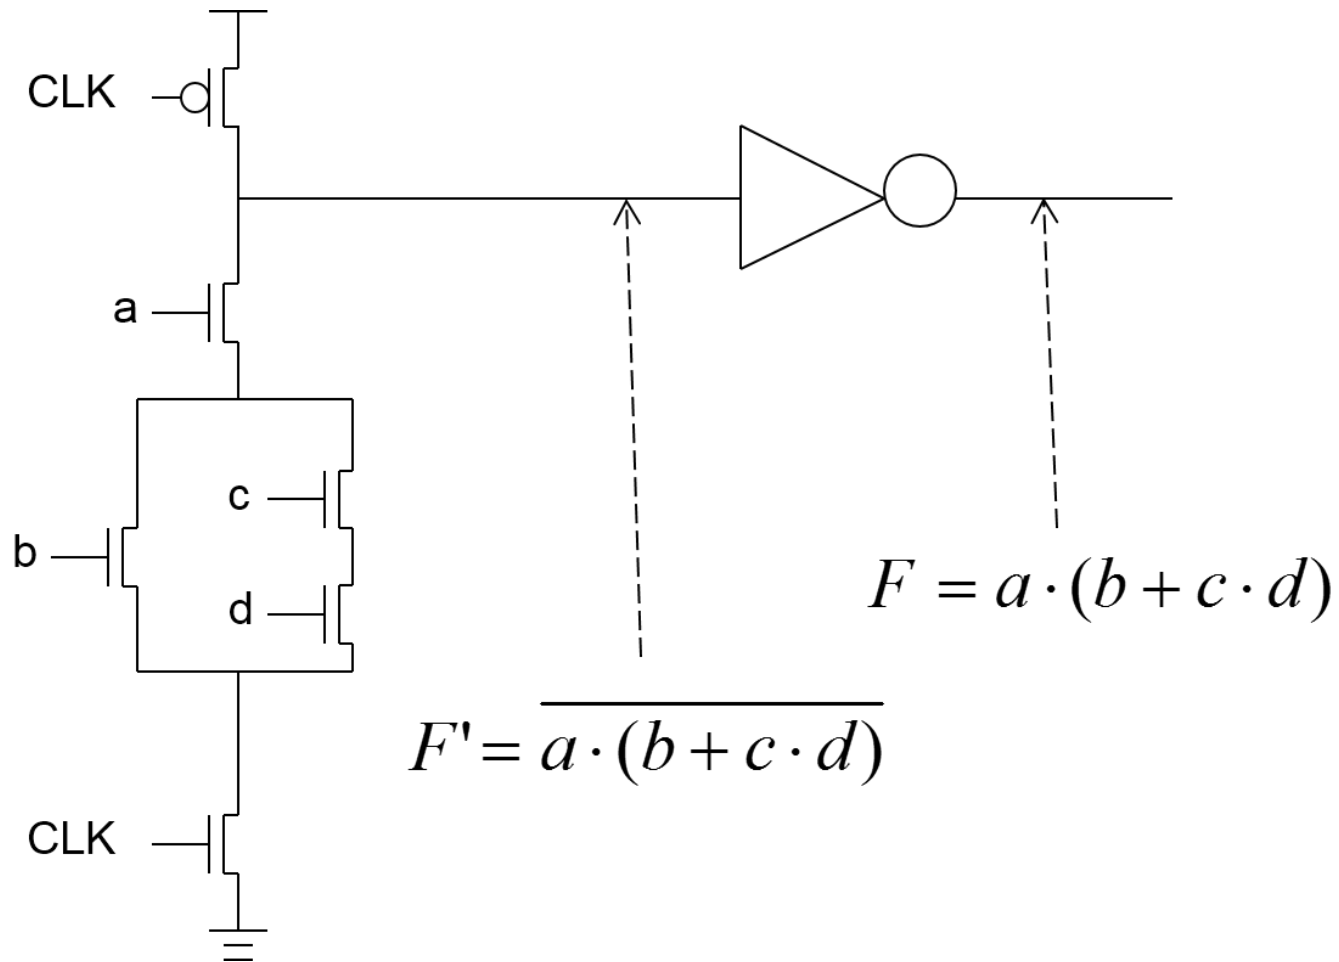 CLK
a
c
b
d
F = a · (b + c · d)
F' = \overline{a · (b + c · d)}
CLK